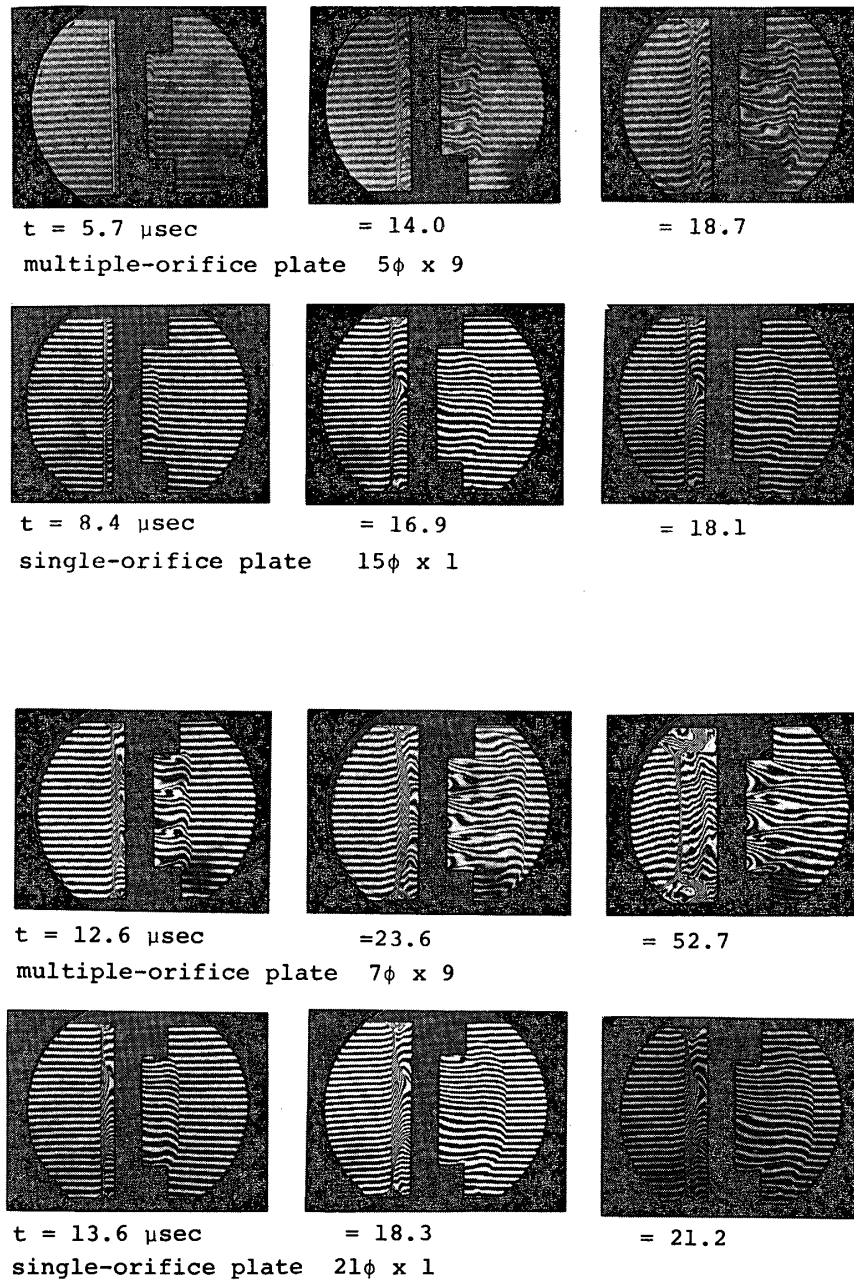 t = 5.7 μsec = 14.0 = 18.7
multiple-orifice plate 5φ x 9
t = 8.4 μsec = 16.9 = 18.1
single-orifice plate 15φ x 1
t = 12.6 μsec =23.6 = 52.7
multiple-orifice plate 7φ x 9
t = 13.6 μsec = 18.3 = 21.2
single-orifice plate 21φ x 1